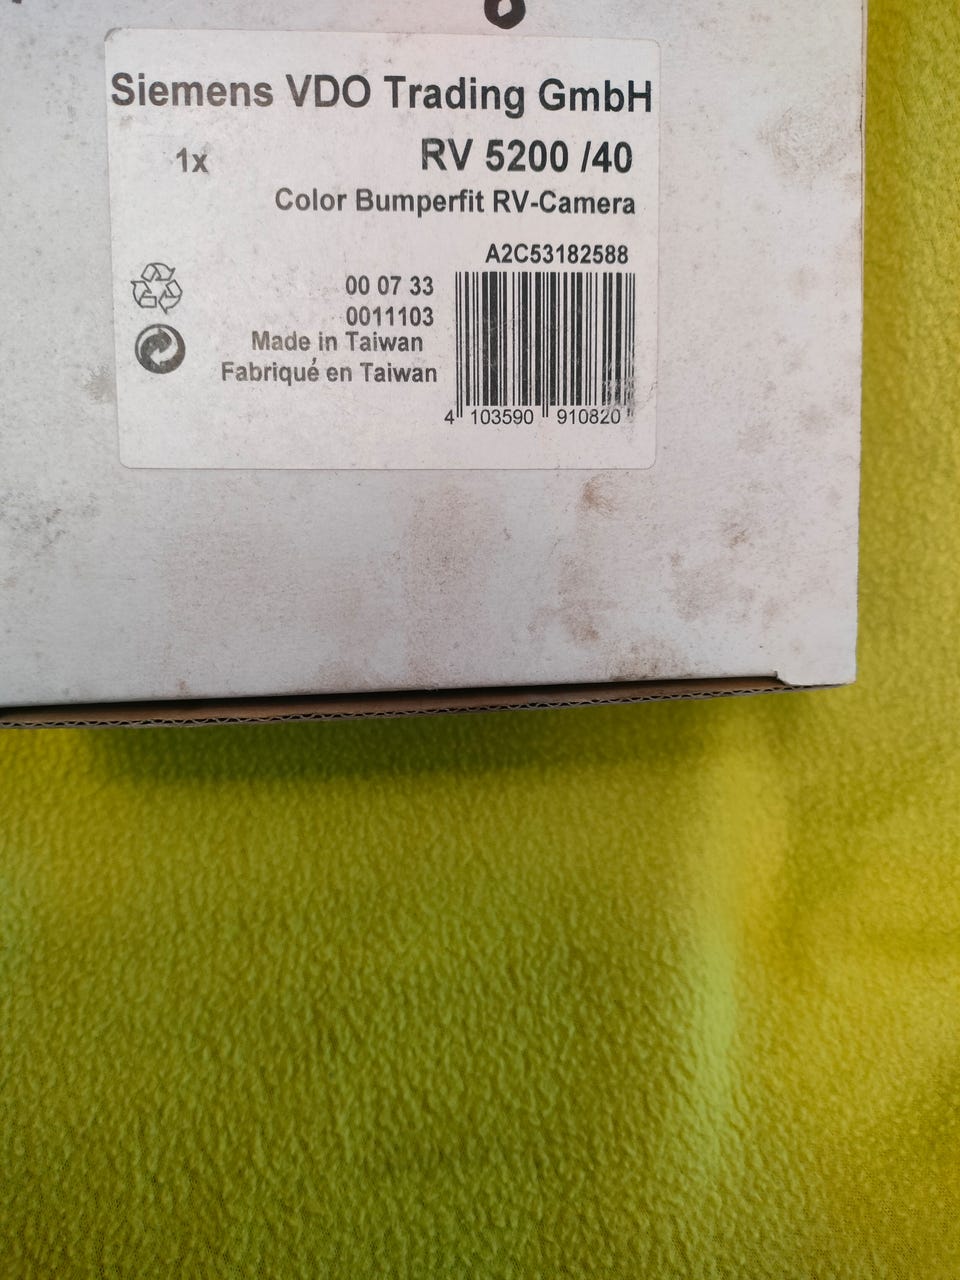 Siemens VDO Trading GmbH
1x RV 5200 /40
Color Bumperfit RV-Camera
A2C53182588
00 07 33
0011103
Made in Taiwan
Fabriqué en Taiwan
4 103590 910820